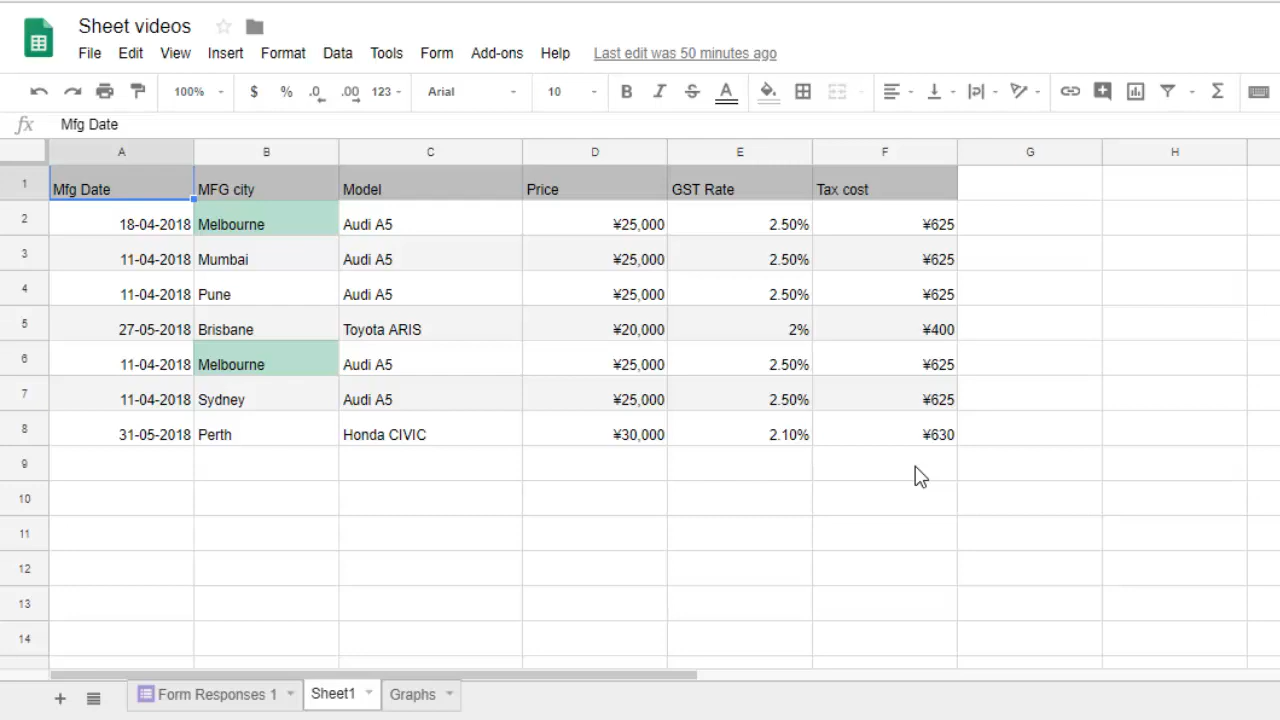 Sheet videos
File Edit View Insert Format Data Tools Form Add-ons Help Last edit was 50 minutes ago
100% $ % .0 .00 123 Arial 10 B I S A Σ
fx Mfg Date
A B C D E F G H
1 Mfg Date MFG city Model Price GST Rate Tax cost
2 18-04-2018 Melbourne Audi A5 ¥25,000 2.50% ¥625
3 11-04-2018 Mumbai Audi A5 ¥25,000 2.50% ¥625
4 11-04-2018 Pune Audi A5 ¥25,000 2.50% ¥625
5 27-05-2018 Brisbane Toyota ARIS ¥20,000 2% ¥400
6 11-04-2018 Melbourne Audi A5 ¥25,000 2.50% ¥625
7 11-04-2018 Sydney Audi A5 ¥25,000 2.50% ¥625
8 31-05-2018 Perth Honda CIVIC ¥30,000 2.10% ¥630
9
10
11
12
13
14
+ Form Responses 1 Sheet1 Graphs